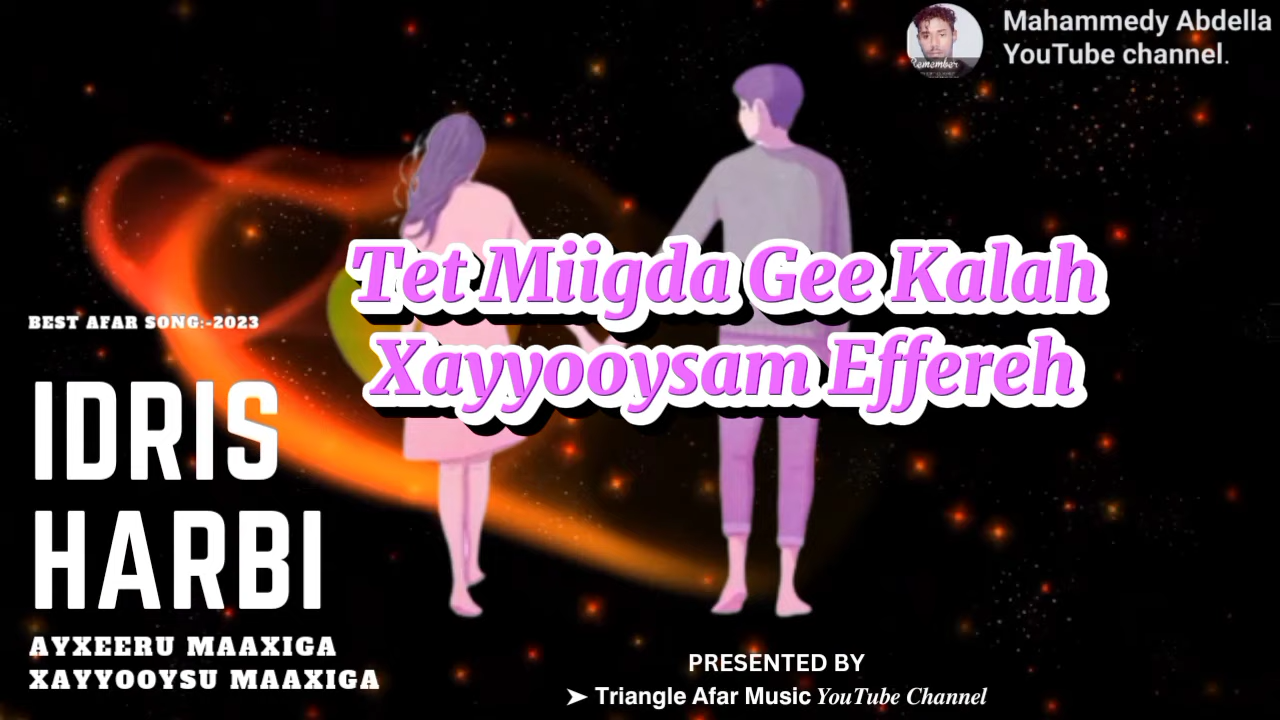 Mahammedy Abdella
YouTube channel.
Remember
Tet Miigda Gee Kalah
Xayyooysam Effereh
BEST AFAR SONG:-2023
IDRIS
HARBI
AYXEERU MAAXIGA
XAYYOOYSU MAAXIGA
PRESENTED BY
➤ Triangle Afar Music YouTube Channel